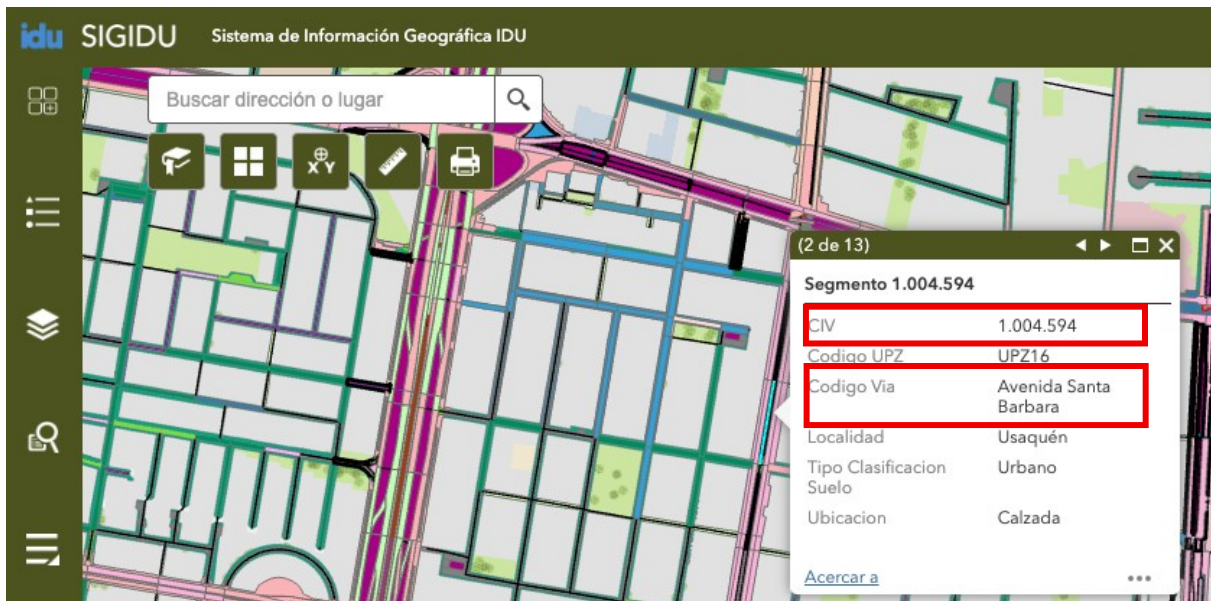 idu SIGIDU Sistema de Información Geográfica IDU
Buscar dirección o lugar
X Y
(2 de 13)
Segmento 1.004.594
CIV 1.004.594
Codigo UPZ UPZ16
Codigo Via Avenida Santa
Barbara
Localidad Usaquén
Tipo Clasificacion Urbano
Suelo
Ubicacion Calzada
Acercar a